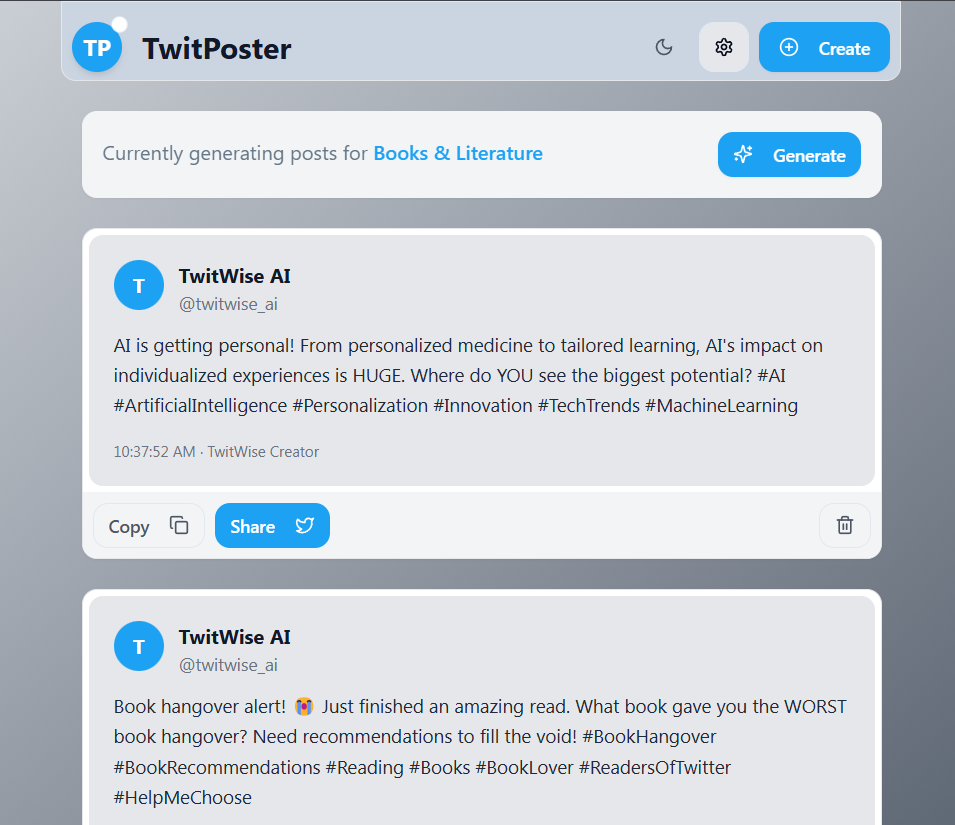 TP TwitPoster Create
Currently generating posts for Books & Literature Generate
T TwitWise AI
@twitwise_ai
AI is getting personal! From personalized medicine to tailored learning, AI's impact on
individualized experiences is HUGE. Where do YOU see the biggest potential? #AI
#ArtificialIntelligence #Personalization #Innovation #TechTrends #MachineLearning
10:37:52 AM · TwitWise Creator
Copy Share
T TwitWise AI
@twitwise_ai
Book hangover alert! 😭 Just finished an amazing read. What book gave you the WORST
book hangover? Need recommendations to fill the void! #BookHangover
#BookRecommendations #Reading #Books #BookLover #ReadersOfTwitter
#HelpMeChoose